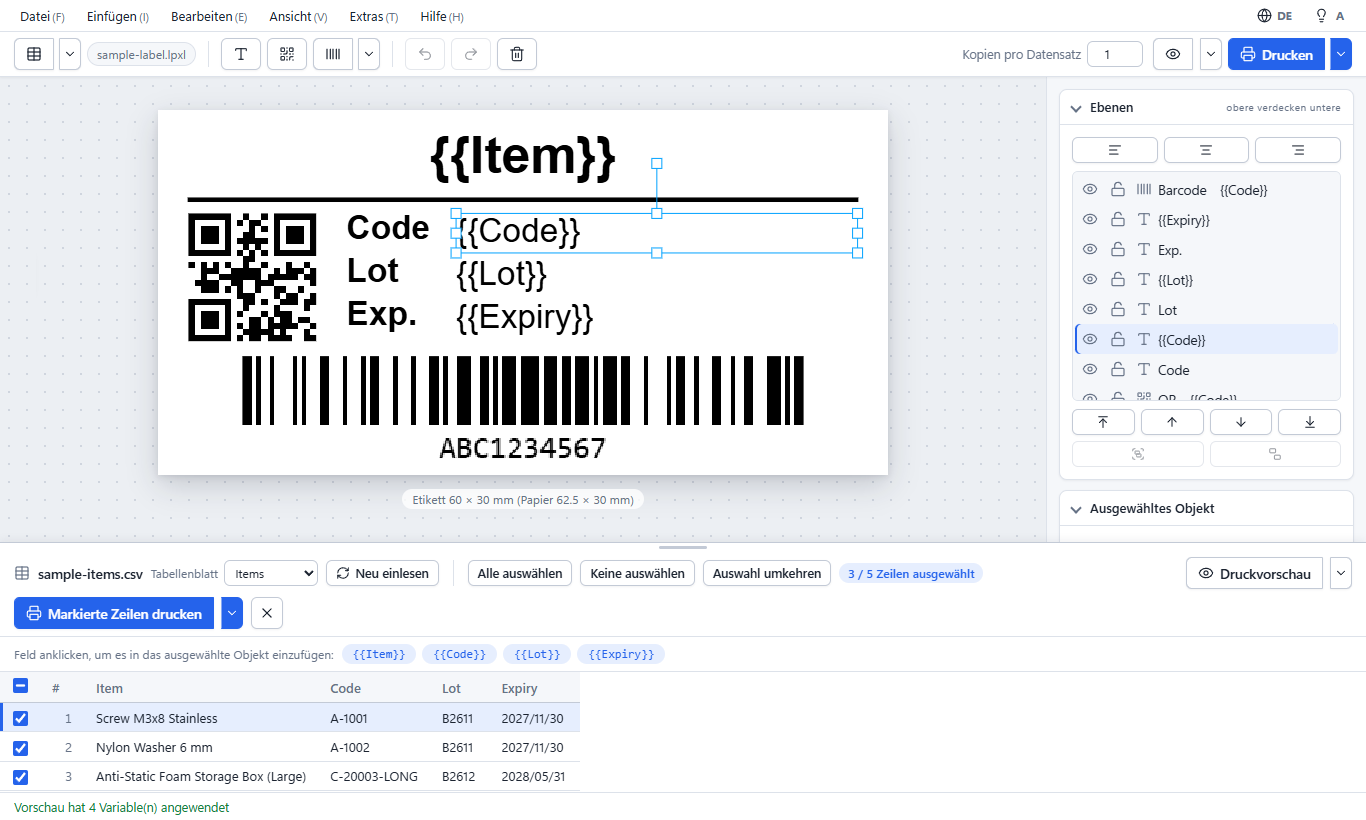 Datei (F) Einfügen (I) Bearbeiten (E) Ansicht (V) Extras (T) Hilfe (H) DE A
sample-label.lpxl Kopien pro Datensatz 1 Drucken
{{Item}}
Code {{Code}}
Lot {{Lot}}
Exp. {{Expiry}}
ABC1234567
Etikett 60 × 30 mm (Papier 62.5 × 30 mm)
Ebenen obere verdecken untere
Barcode {{Code}}
{{Expiry}}
Exp.
{{Lot}}
Lot
{{Code}}
Code
QR {{Code}}
Ausgewähltes Objekt
sample-items.csv Tabellenblatt Items Neu einlesen Alle auswählen Keine auswählen Auswahl umkehren 3 / 5 Zeilen ausgewählt Druckvorschau
Markierte Zeilen drucken
Feld anklicken, um es in das ausgewählte Objekt einzufügen: {{Item}} {{Code}} {{Lot}} {{Expiry}}
# Item Code Lot Expiry
1 Screw M3x8 Stainless A-1001 B2611 2027/11/30
2 Nylon Washer 6 mm A-1002 B2611 2027/11/30
3 Anti-Static Foam Storage Box (Large) C-20003-LONG B2612 2028/05/31
Vorschau hat 4 Variable(n) angewendet